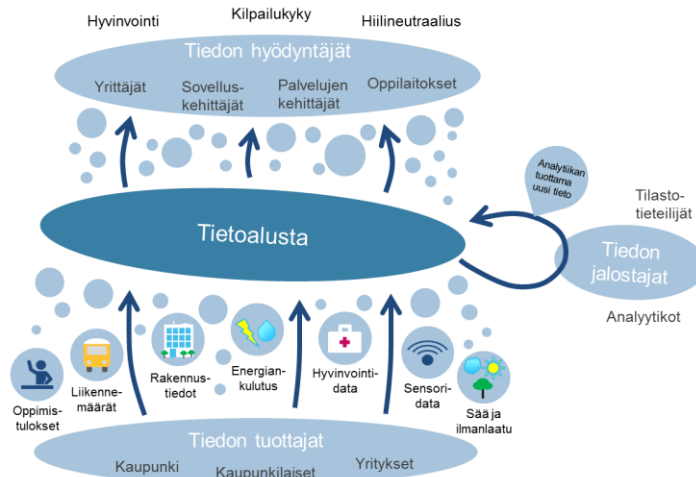 Hyvinvointi
Kilpailukyky
Hiilineutraalius
Tiedon hyödyntäjät
Yrittäjät
Sovellus-
kehittäjät
Palvelujen
kehittäjät
Oppilaitokset
Analytiikan
tuottama
uusi tieto
Tilasto-
tieteilijät
Tietoalusta
Tiedon
jalostajat
Analyytikot
Oppimis-
tulokset
Liikenne-
määrät
Rakennus-
tiedot
Energian-
kulutus
Hyvinvointi-
data
Sensori-
data
Sää ja
ilmanlaatu
Tiedon tuottajat
Kaupunki
Kaupunkilaiset
Yritykset